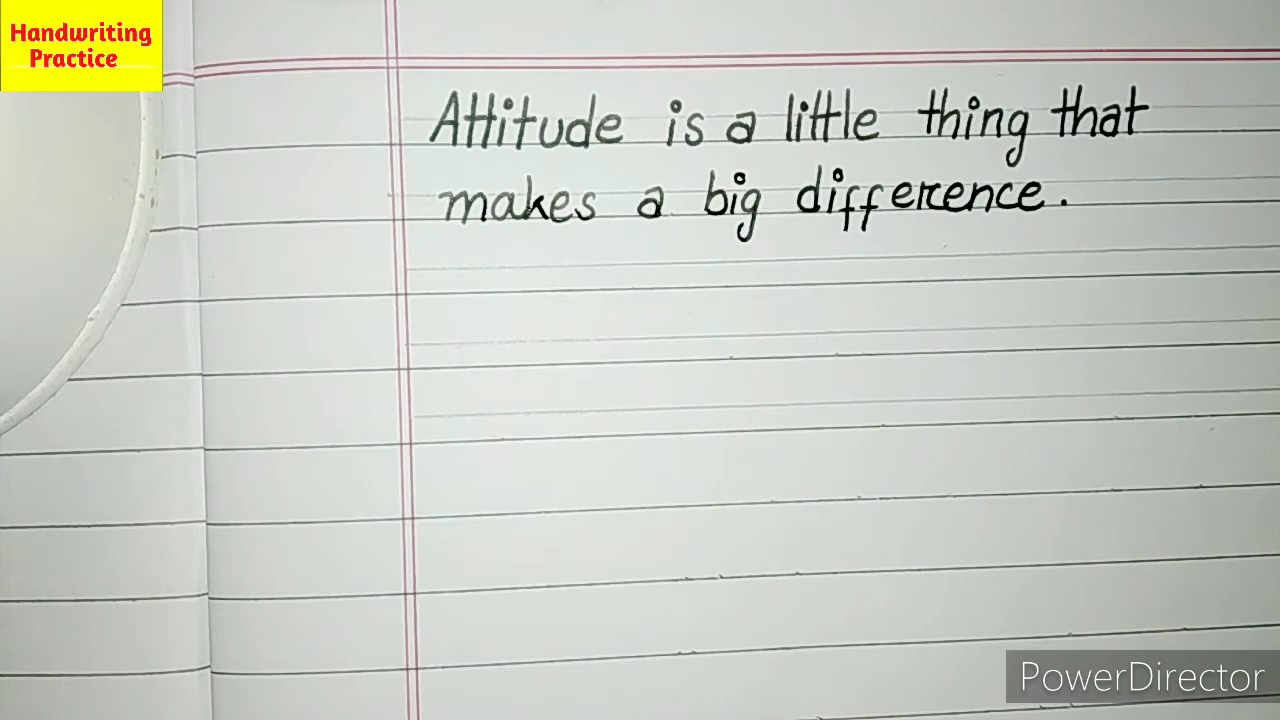 Handwriting
Practice
Attitude is a little thing that
makes a big difference.
PowerDirector